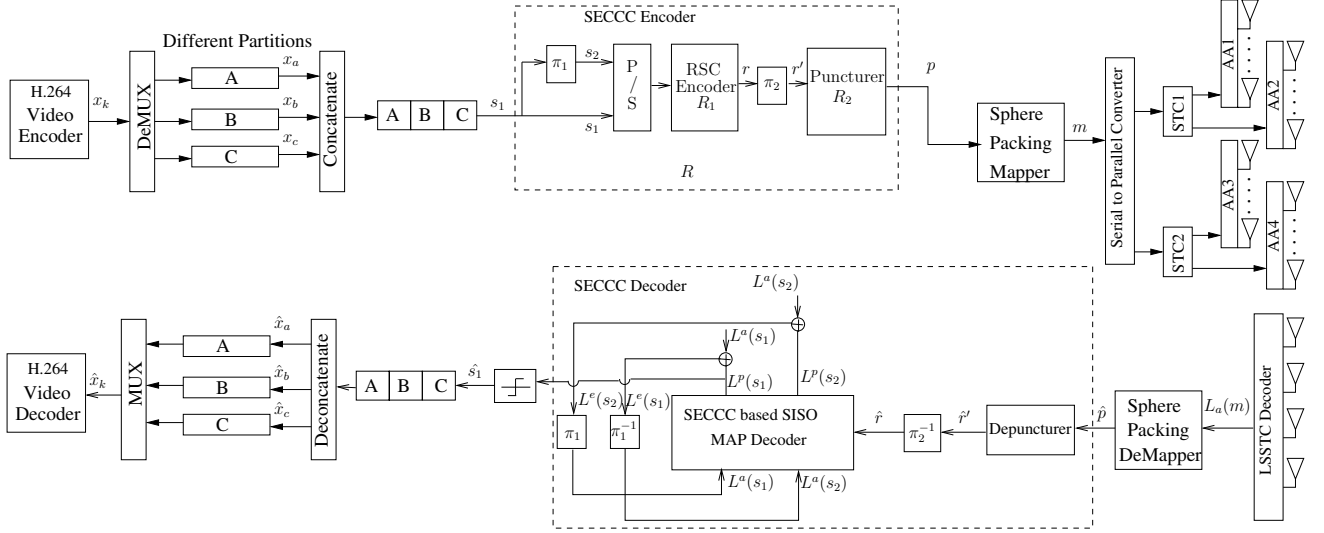 SECCC Encoder
Different Partitions
H.264
Video
Encoder
x_k
DeMUX
A
B
C
x_a
x_b
x_c
Concatenate
A B C
s_1
π_1
s_2
s_1
P
/
S
RSC
Encoder
R_1
r
π_2
r′
Puncturer
R_2
R
p
Sphere
Packing
Mapper
m
Serial to Parallel Converter
STC1
STC2
AA1
AA2
AA3
AA4
H.264
Video
Decoder
x̂_k
MUX
A
B
C
x̂_a
x̂_b
x̂_c
Deconcatenate
A B C
ŝ_1
SECCC Decoder
L^a(s_2)
L^a(s_1)
L^p(s_1)
L^p(s_2)
L^e(s_2)
L^e(s_1)
π_1
π_1^{-1}
SECCC based SISO
MAP Decoder
L^a(s_1)
L^a(s_2)
r̂
π_2^{-1}
r̂′
Depuncturer
p̂
Sphere
Packing
DeMapper
L_a(m)
LSSTC Decoder